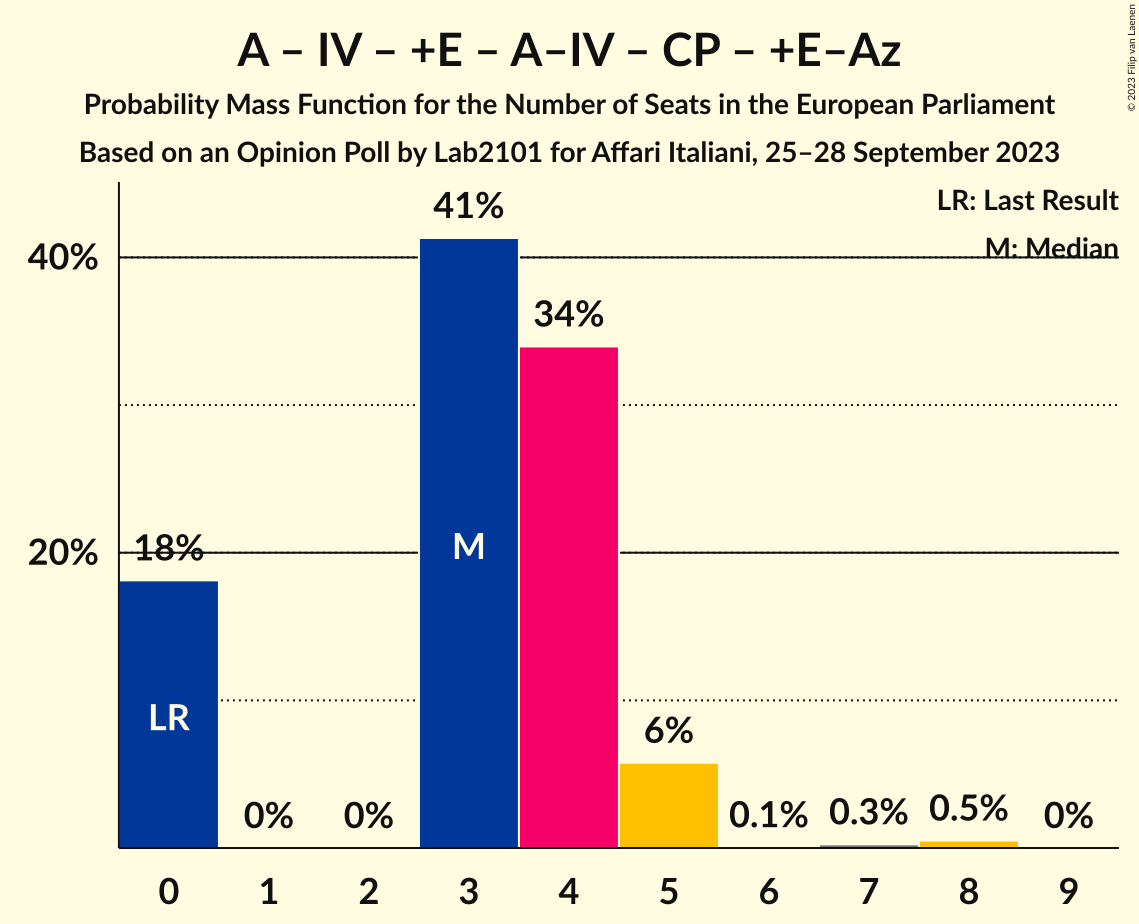 A – IV – +E – A–IV – CP – +E–Az
Probability Mass Function for the Number of Seats in the European Parliament
Based on an Opinion Poll by Lab2101 for Affari Italiani, 25–28 September 2023
© 2023 Filip van Laenen
LR: Last Result
M: Median
40%
20%
18%
0%
0%
41%
34%
6%
0.1%
0.3%
0.5%
0%
LR
M
0 1 2 3 4 5 6 7 8 9